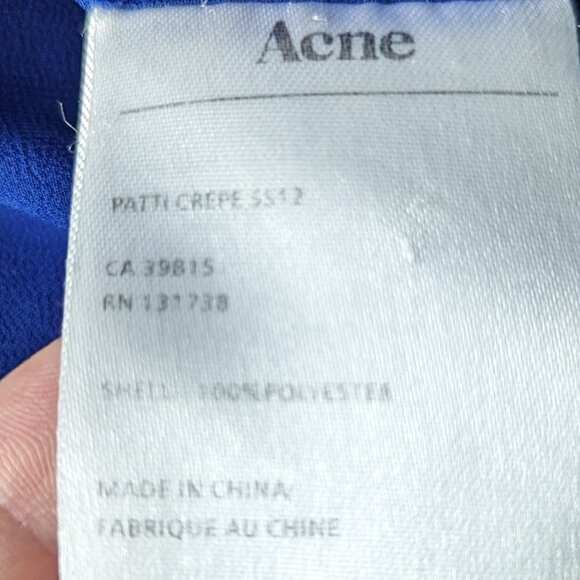 Acne
PATTI CREPE SS12
CA 39815
RN 131738
SHELL: 100%POLYESTER
MADE IN CHINA/
FABRIQUE AU CHINE